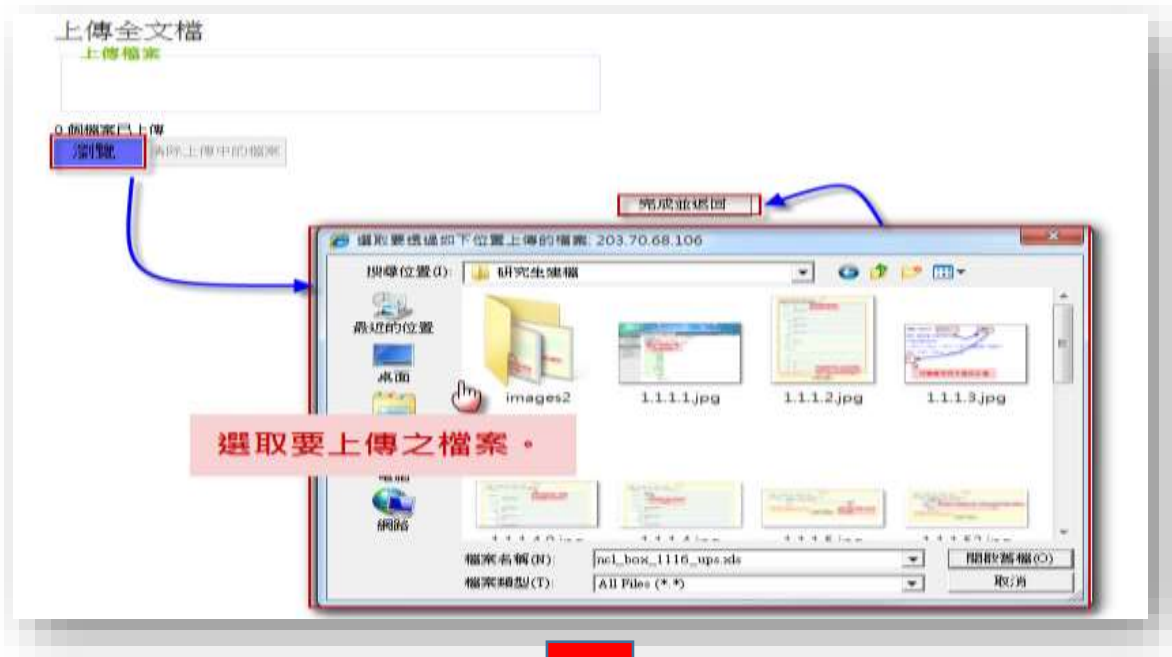 上傳全文檔
上傳檔案
0 個檔案已上傳
瀏覽
清除上傳中的檔案
完成並返回
選取要透過如下位置上傳的檔案: 203.70.68.106
搜尋位置(I):
研究生建檔
最近的位置
桌面
images2
1.1.1.1.jpg
1.1.1.2.jpg
1.1.1.3.jpg
選取要上傳之檔案。
電腦
網路
檔案名稱(N):
ncl_box_1116_ups.xls
開啟舊檔(O)
檔案類型(T):
All Files (*.*)
取消